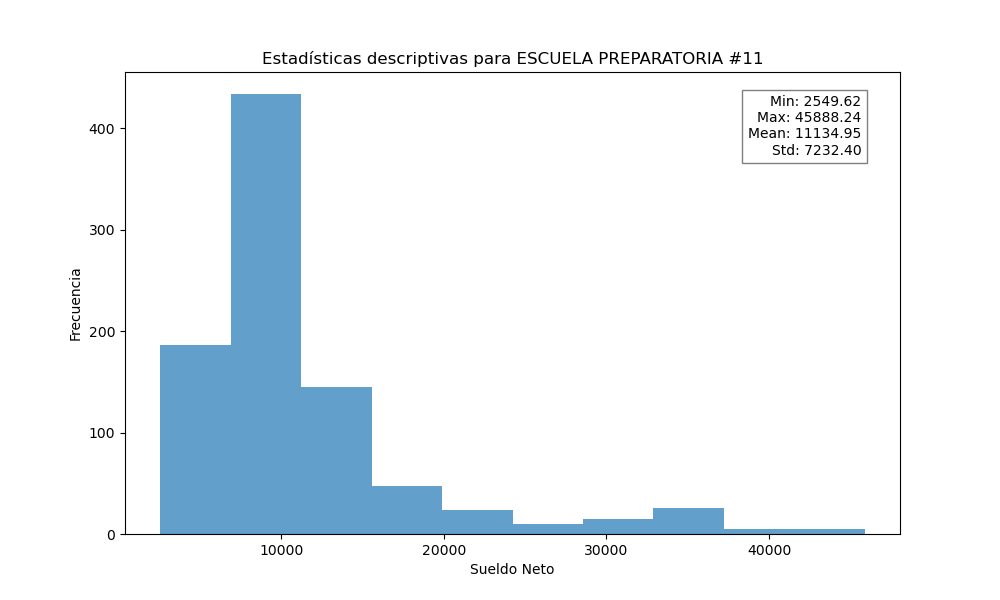 Estadísticas descriptivas para ESCUELA PREPARATORIA #11
Min: 2549.62
Max: 45888.24
Mean: 11134.95
Std: 7232.40
400
300
200
100
0
Frecuencia
10000 20000 30000 40000
Sueldo Neto